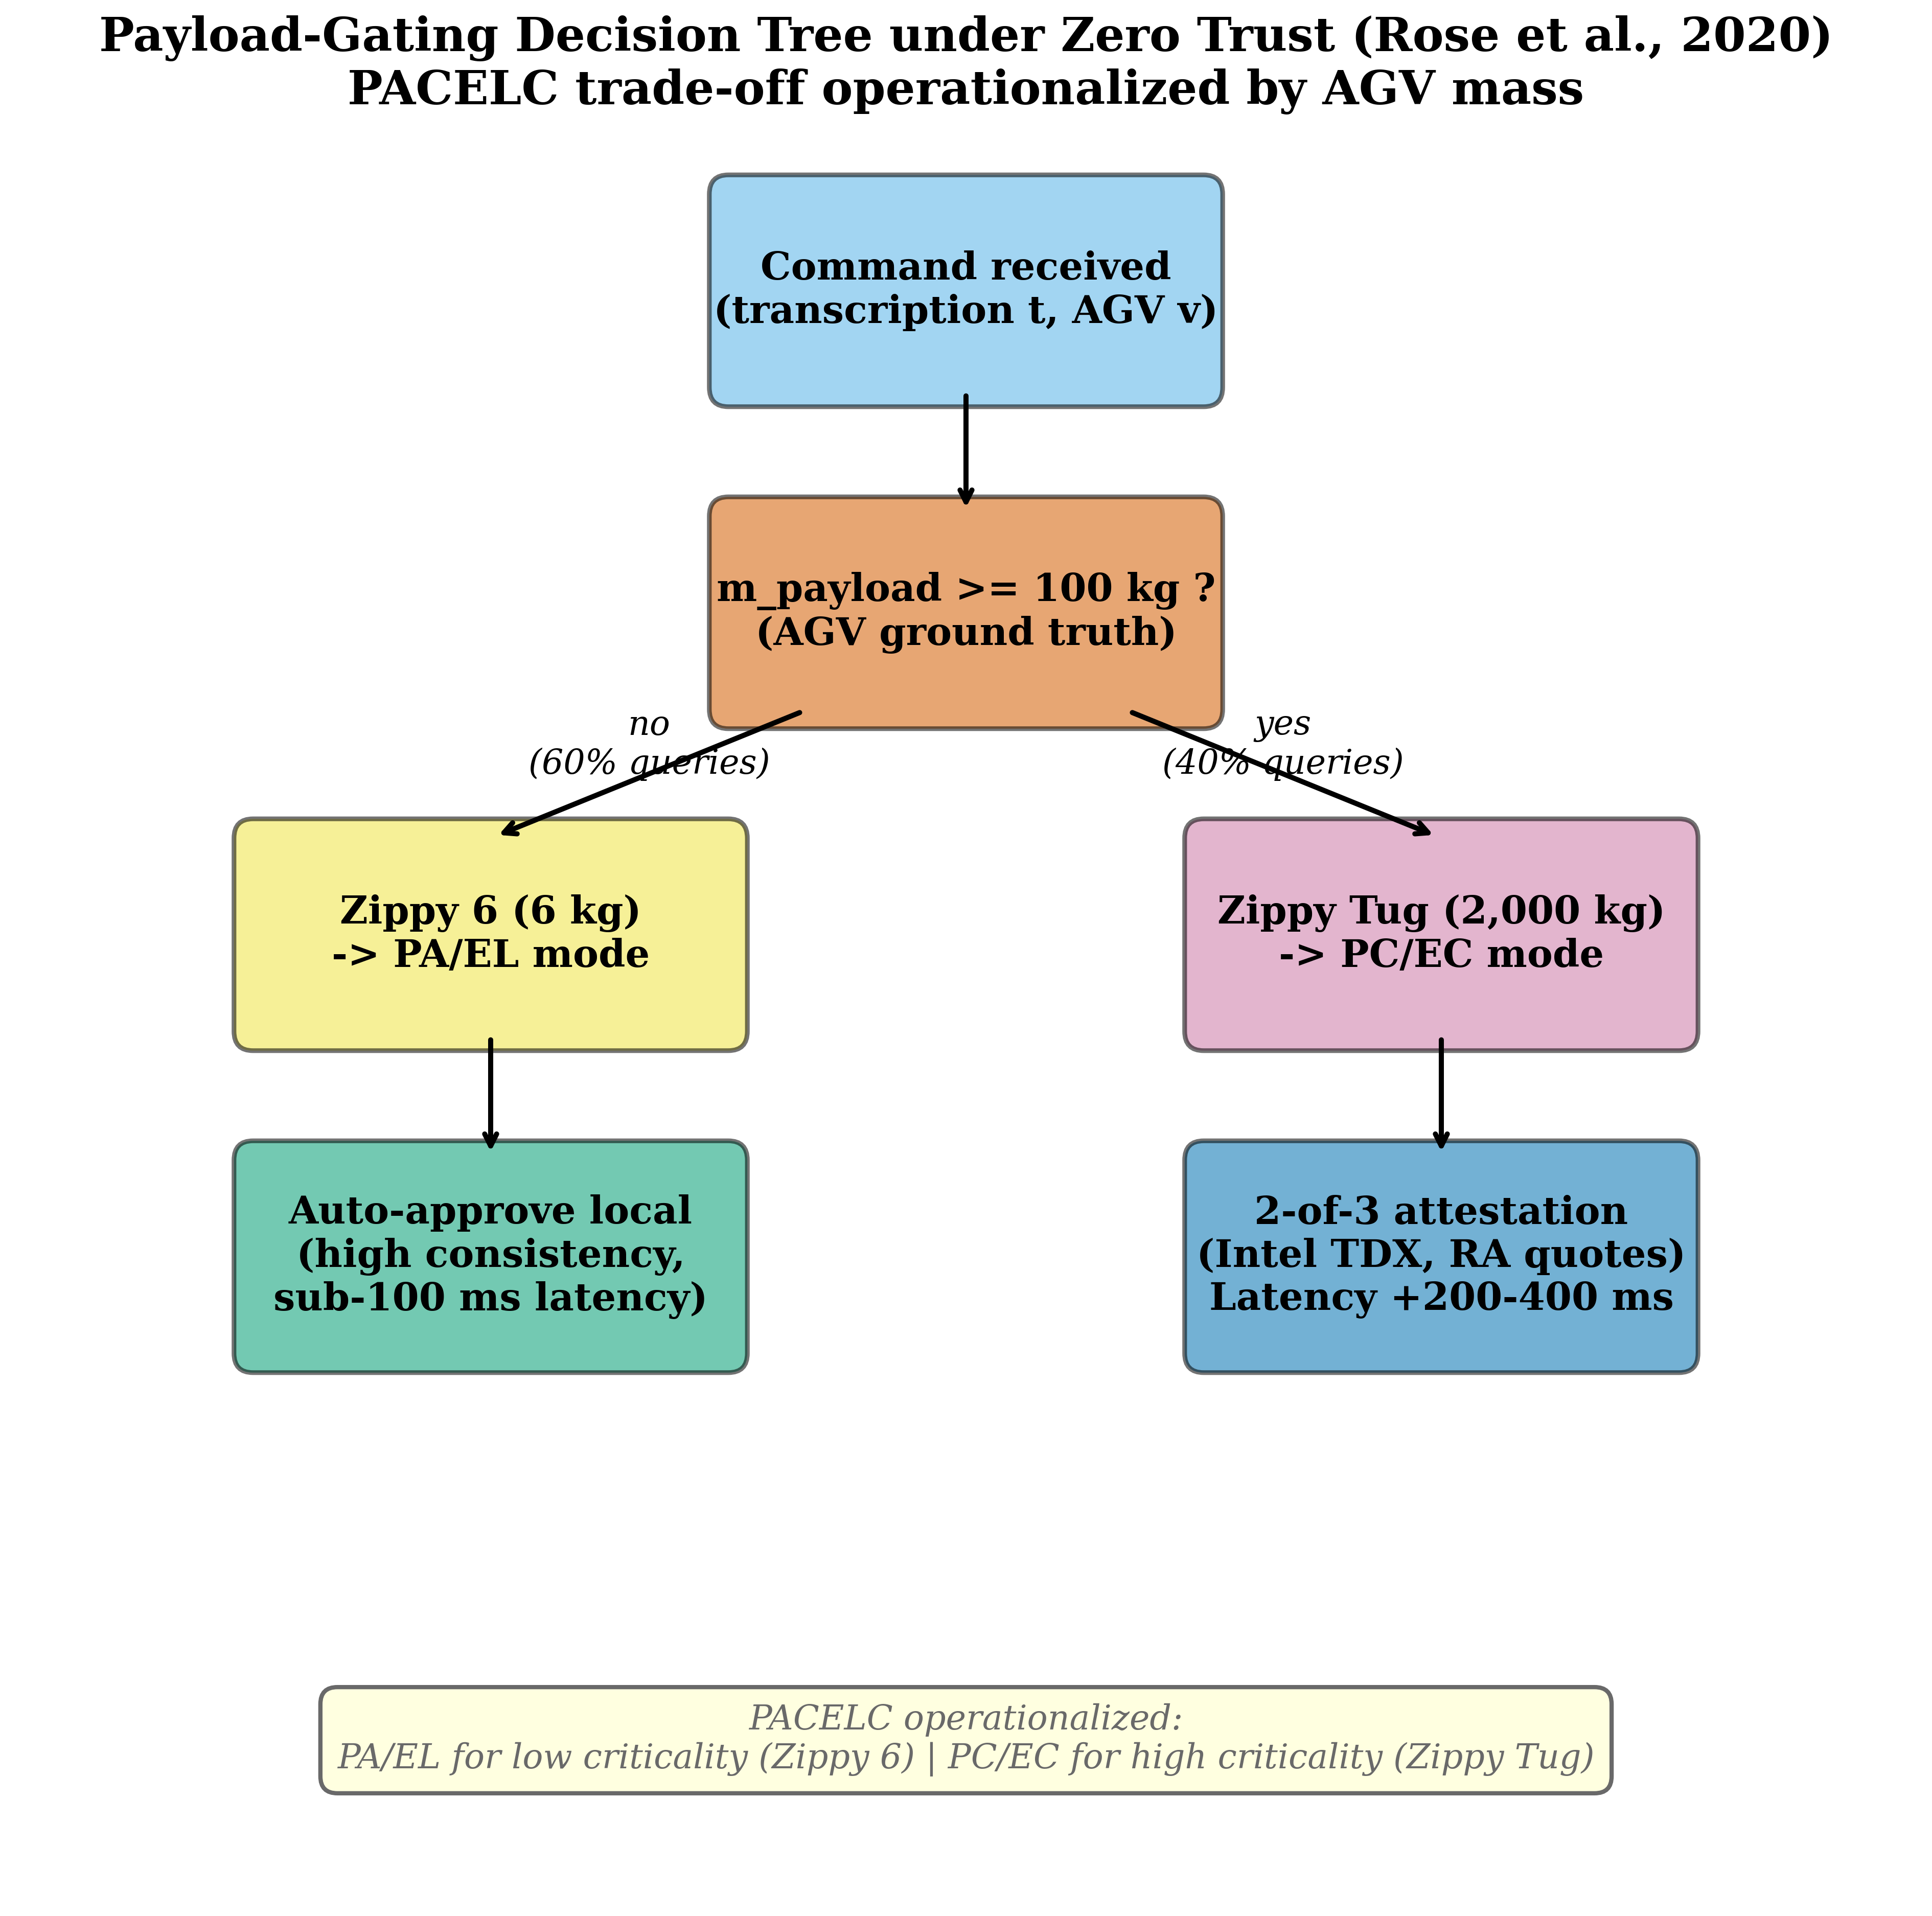 Payload-Gating Decision Tree under Zero Trust (Rose et al., 2020)
PACELC trade-off operationalized by AGV mass
Command received
(transcription t, AGV v)
m_payload >= 100 kg ?
(AGV ground truth)
no
(60% queries)
yes
(40% queries)
Zippy 6 (6 kg)
-> PA/EL mode
Zippy Tug (2,000 kg)
-> PC/EC mode
Auto-approve local
(high consistency,
sub-100 ms latency)
2-of-3 attestation
(Intel TDX, RA quotes)
Latency +200-400 ms
PACELC operationalized:
PA/EL for low criticality (Zippy 6) | PC/EC for high criticality (Zippy Tug)